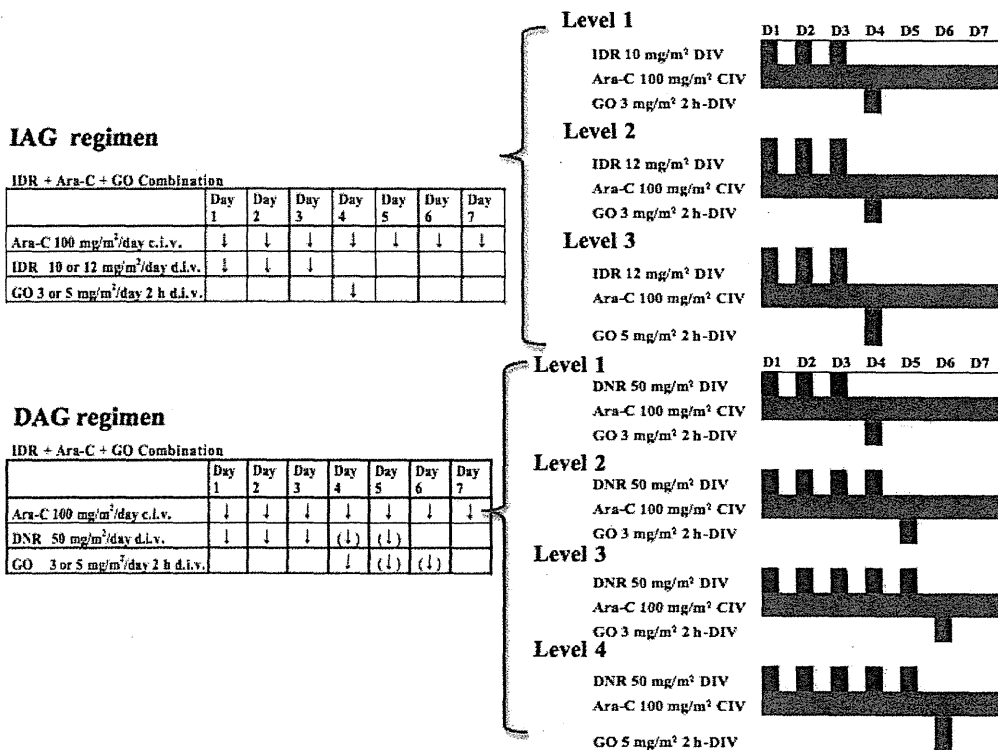 IAG regimen
IDR + Ara-C + GO Combination
Day 1 Day 2 Day 3 Day 4 Day 5 Day 6 Day 7
Ara-C 100 mg/m²/day c.i.v. ↓ ↓ ↓ ↓ ↓ ↓ ↓
IDR 10 or 12 mg/m²/day d.i.v. ↓ ↓ ↓
GO 3 or 5 mg/m²/day 2 h d.i.v. ↓
DAG regimen
IDR + Ara-C + GO Combination
Day 1 Day 2 Day 3 Day 4 Day 5 Day 6 Day 7
Ara-C 100 mg/m²/day c.i.v. ↓ ↓ ↓ ↓ ↓ ↓ ↓
DNR 50 mg/m²/day d.i.v. ↓ ↓ ↓ (↓) (↓)
GO 3 or 5 mg/m²/day 2 h d.i.v. ↓ (↓) (↓)
Level 1
D1 D2 D3 D4 D5 D6 D7
IDR 10 mg/m² DIV
Ara-C 100 mg/m² CIV
GO 3 mg/m² 2 h-DIV
Level 2
IDR 12 mg/m² DIV
Ara-C 100 mg/m² CIV
GO 3 mg/m² 2 h-DIV
Level 3
IDR 12 mg/m² DIV
Ara-C 100 mg/m² CIV
GO 5 mg/m² 2 h-DIV
D1 D2 D3 D4 D5 D6 D7
Level 1
DNR 50 mg/m² DIV
Ara-C 100 mg/m² CIV
GO 3 mg/m² 2 h-DIV
Level 2
DNR 50 mg/m² DIV
Ara-C 100 mg/m² CIV
GO 3 mg/m² 2 h-DIV
Level 3
DNR 50 mg/m² DIV
Ara-C 100 mg/m² CIV
GO 3 mg/m² 2 h-DIV
Level 4
DNR 50 mg/m² DIV
Ara-C 100 mg/m² CIV
GO 5 mg/m² 2 h-DIV